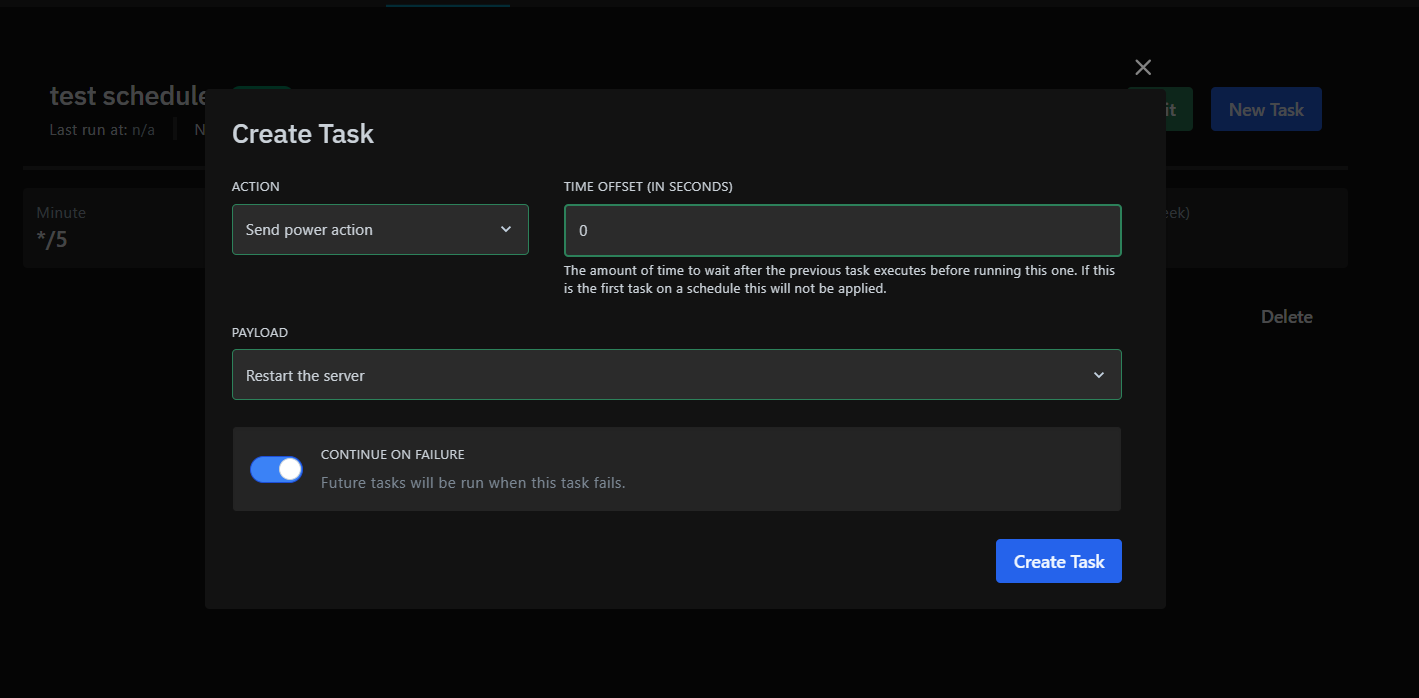 test schedule
Last run at: n/a
it
New Task
Create Task
ACTION
TIME OFFSET (IN SECONDS)
Minute
*/5
Send power action
0
eek)
The amount of time to wait after the previous task executes before running this one. If this
is the first task on a schedule this will not be applied.
Delete
PAYLOAD
Restart the server
CONTINUE ON FAILURE
Future tasks will be run when this task fails.
Create Task